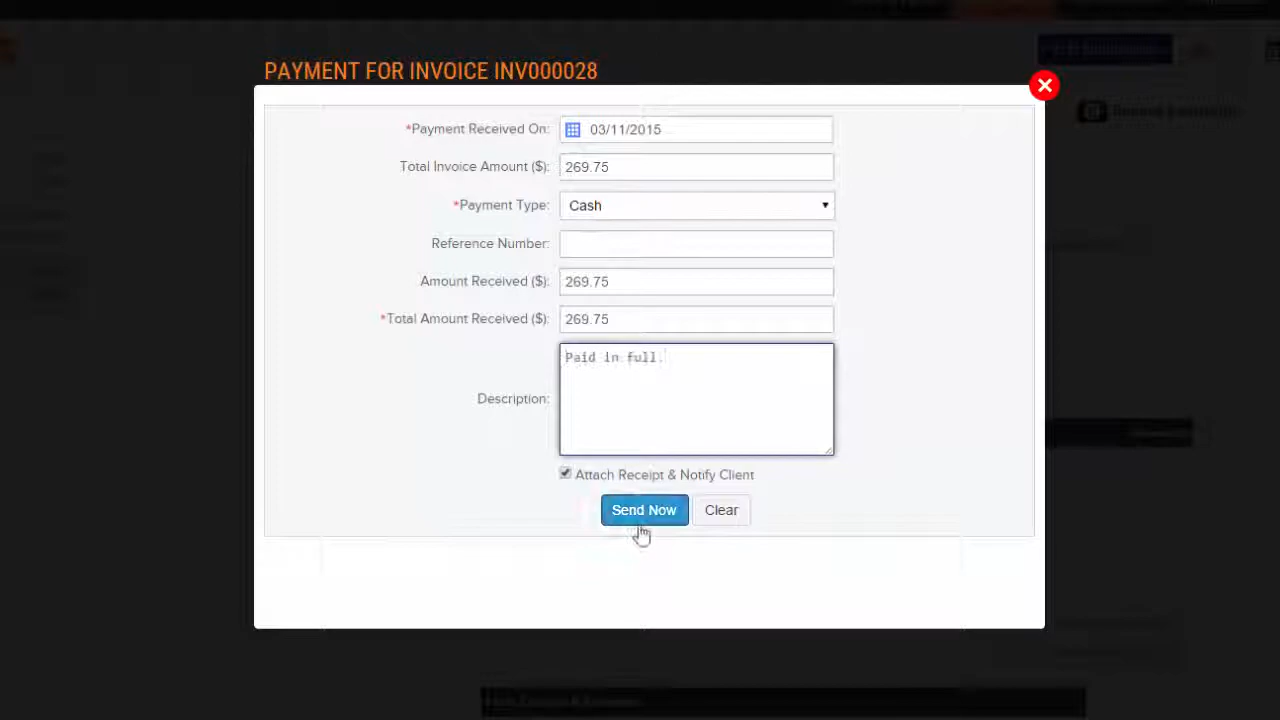 PAYMENT FOR INVOICE INV000028
*Payment Received On: 03/11/2015
Total Invoice Amount ($): 269.75
*Payment Type: Cash
Reference Number:
Amount Received ($): 269.75
*Total Amount Received ($): 269.75
Paid in full.
Description:
Attach Receipt & Notify Client
Send Now Clear